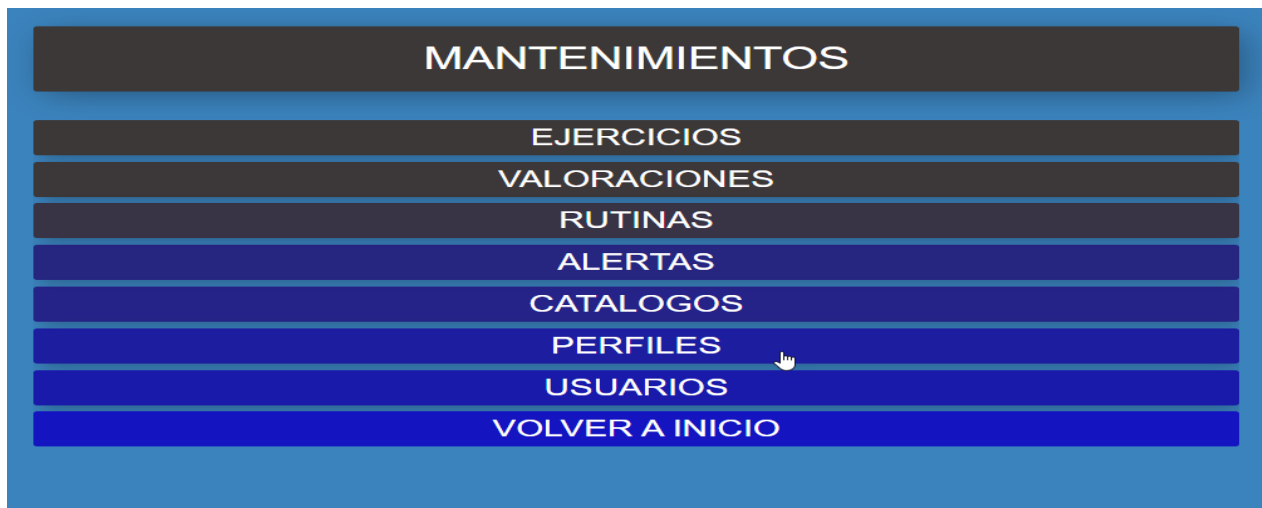 MANTENIMIENTOS
EJERCICIOS
VALORACIONES
RUTINAS
ALERTAS
CATALOGOS
PERFILES
USUARIOS
VOLVER A INICIO